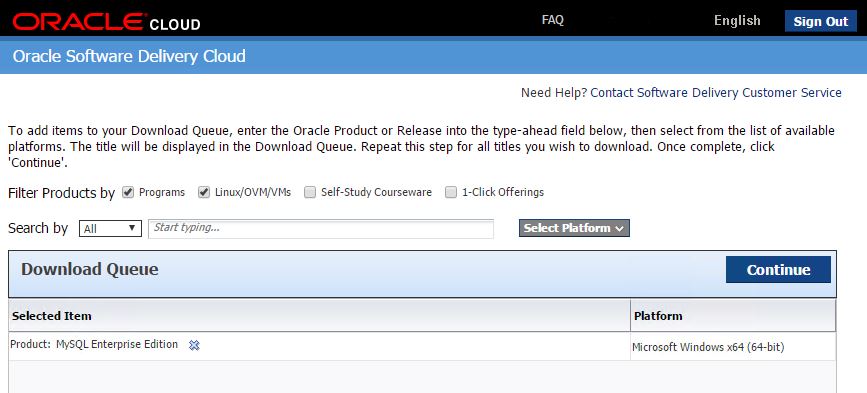 ORACLE CLOUD FAQ English Sign Out
Oracle Software Delivery Cloud
Need Help? Contact Software Delivery Customer Service
To add items to your Download Queue, enter the Oracle Product or Release into the type-ahead field below, then select from the list of available
platforms. The title will be displayed in the Download Queue. Repeat this step for all titles you wish to download. Once complete, click
'Continue'.
Filter Products by Programs Linux/OVM/VMs Self-Study Courseware 1-Click Offerings
Search by All Start typing... Select Platform
Download Queue Continue
Selected Item Platform
Product: MySQL Enterprise Edition Microsoft Windows x64 (64-bit)